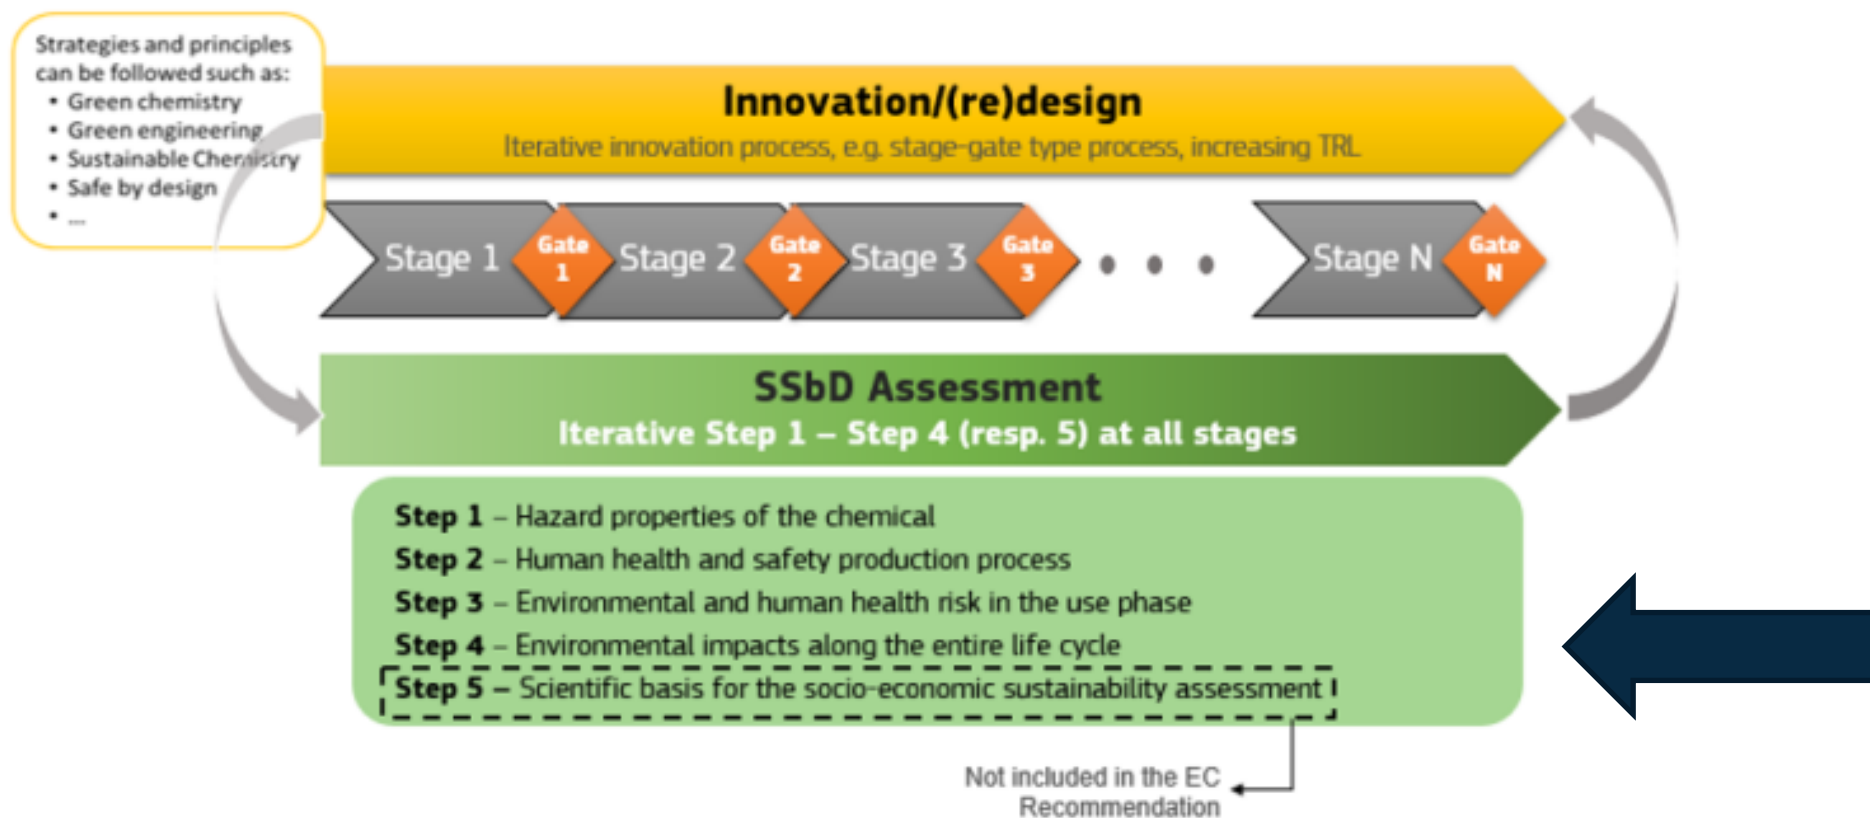 Strategies and principles
can be followed such as:
• Green chemistry
• Green engineering
• Sustainable Chemistry
• Safe by design
• ...
Innovation/(re)design
Iterative innovation process, e.g. stage-gate type process, increasing TRL
Stage 1
Gate
1
Stage 2
Gate
2
Stage 3
Gate
3
Stage N
Gate
N
SSbD Assessment
Iterative Step 1 – Step 4 (resp. 5) at all stages
Step 1 – Hazard properties of the chemical
Step 2 – Human health and safety production process
Step 3 – Environmental and human health risk in the use phase
Step 4 – Environmental impacts along the entire life cycle
Step 5 – Scientific basis for the socio-economic sustainability assessment
Not included in the EC
Recommendation